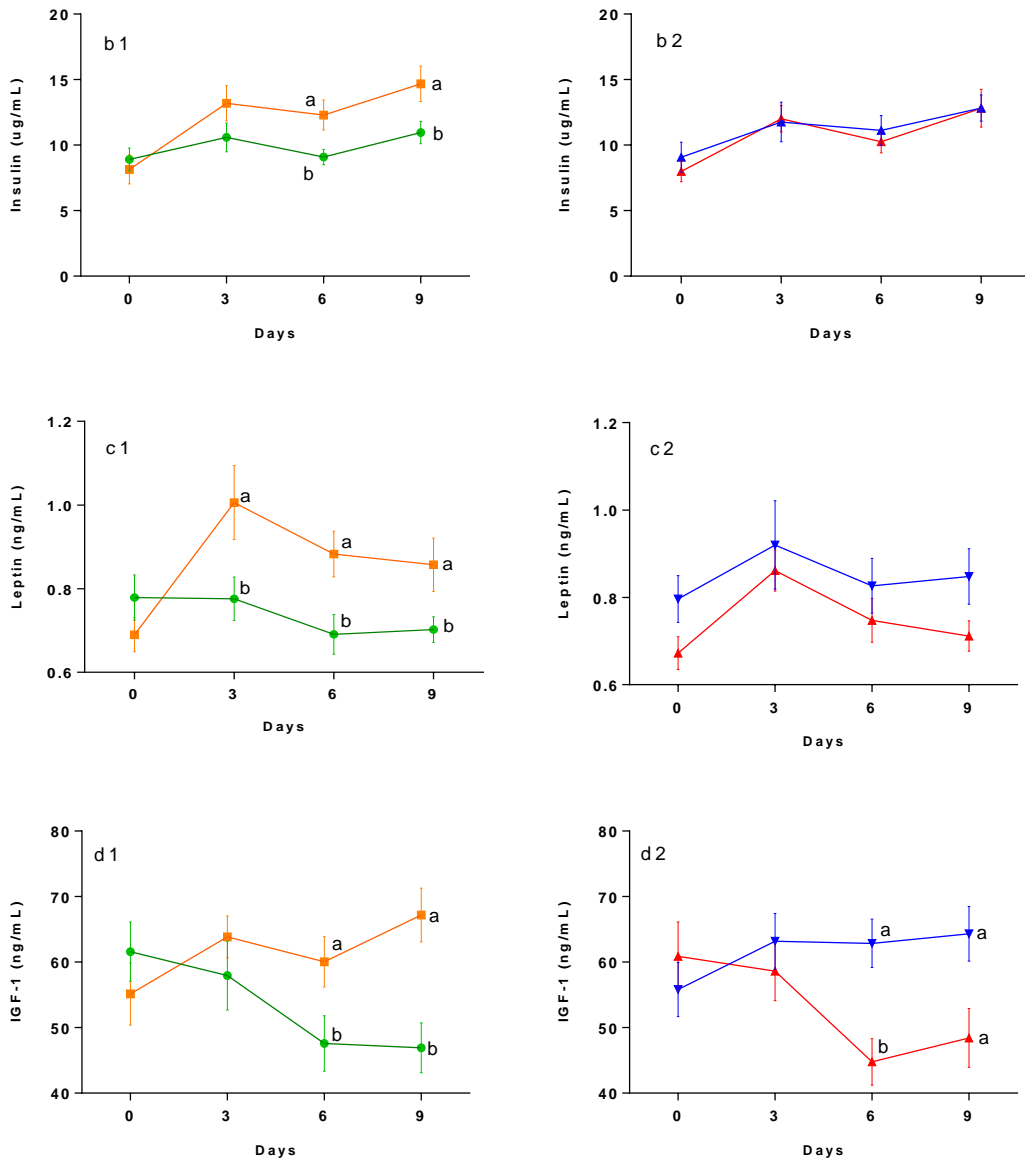 b1
Insulin (ug/mL)
20
15
10
5
0
a
a
b
b
0 3 6 9
Days
b2
Insulin (ug/mL)
20
15
10
5
0
0 3 6 9
Days
c1
Leptin (ng/mL)
1.2
1.0
0.8
0.6
a
a
a
b
b
b
0 3 6 9
Days
c2
Leptin (ng/mL)
1.2
1.0
0.8
0.6
0 3 6 9
Days
d1
IGF-1 (ng/mL)
80
70
60
50
40
a
a
b
b
0 3 6 9
Days
d2
IGF-1 (ng/mL)
80
70
60
50
40
a
a
b
a
0 3 6 9
Days